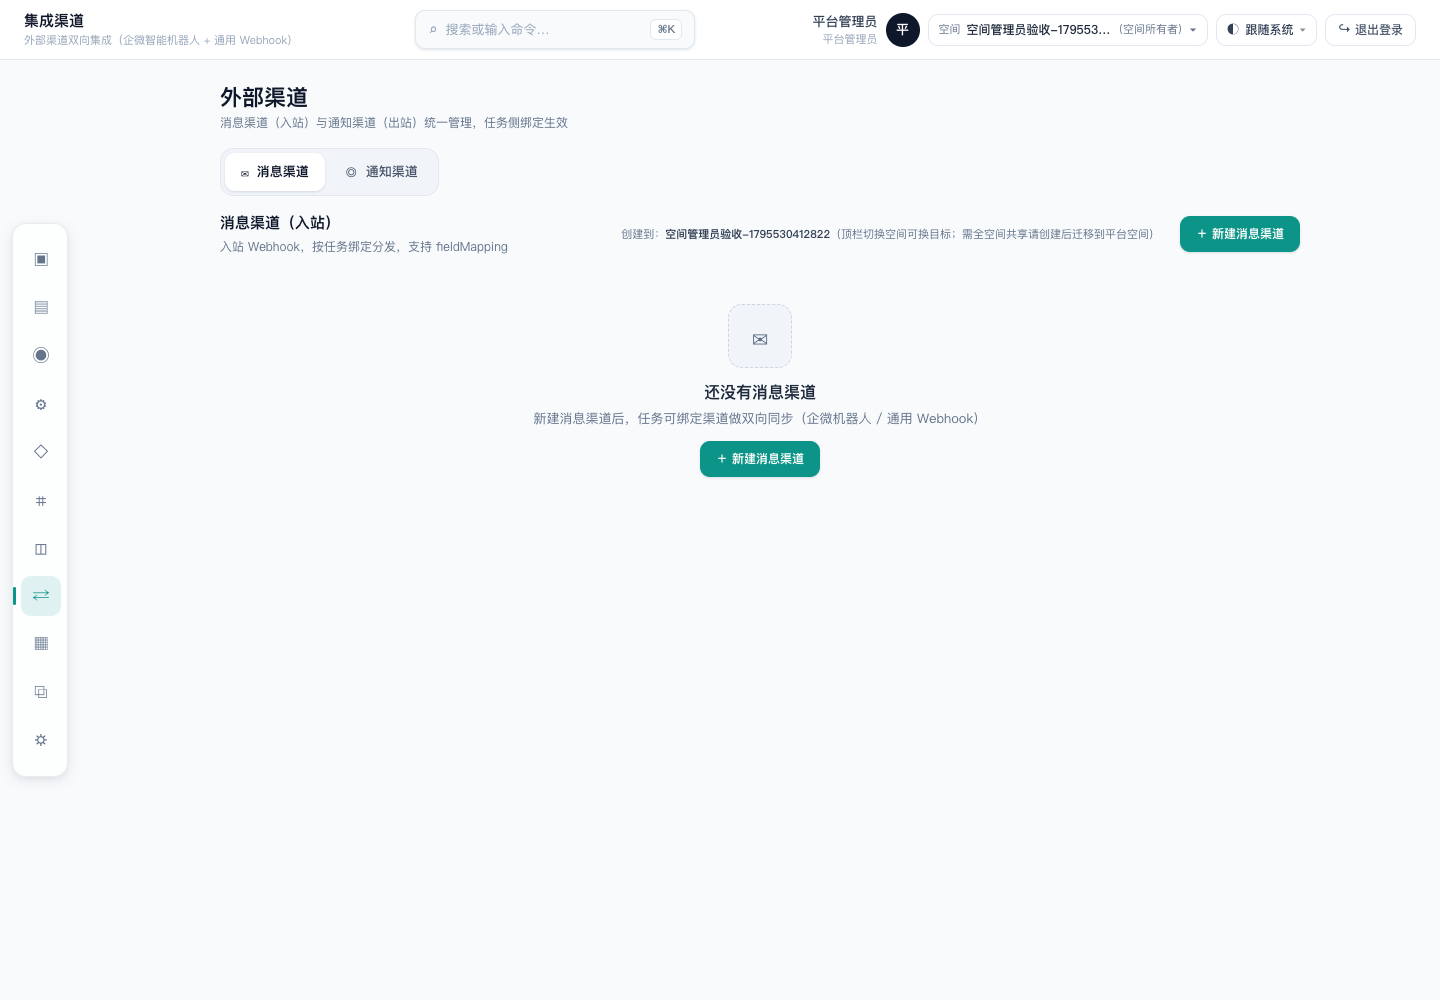 集成渠道
外部渠道双向集成（企微智能机器人 + 通用 Webhook）
搜索或输入命令…
⌘K
平台管理员
平台管理员
平
空间 空间管理员验收-179553… （空间所有者）
跟随系统
退出登录
外部渠道
消息渠道（入站）与通知渠道（出站）统一管理，任务侧绑定生效
消息渠道
通知渠道
消息渠道（入站）
入站 Webhook，按任务绑定分发，支持 fieldMapping
创建到：空间管理员验收-1795530412822（顶栏切换空间可换目标；需全空间共享请创建后迁移到平台空间）
+ 新建消息渠道
还没有消息渠道
新建消息渠道后，任务可绑定渠道做双向同步（企微机器人 / 通用 Webhook）
+ 新建消息渠道